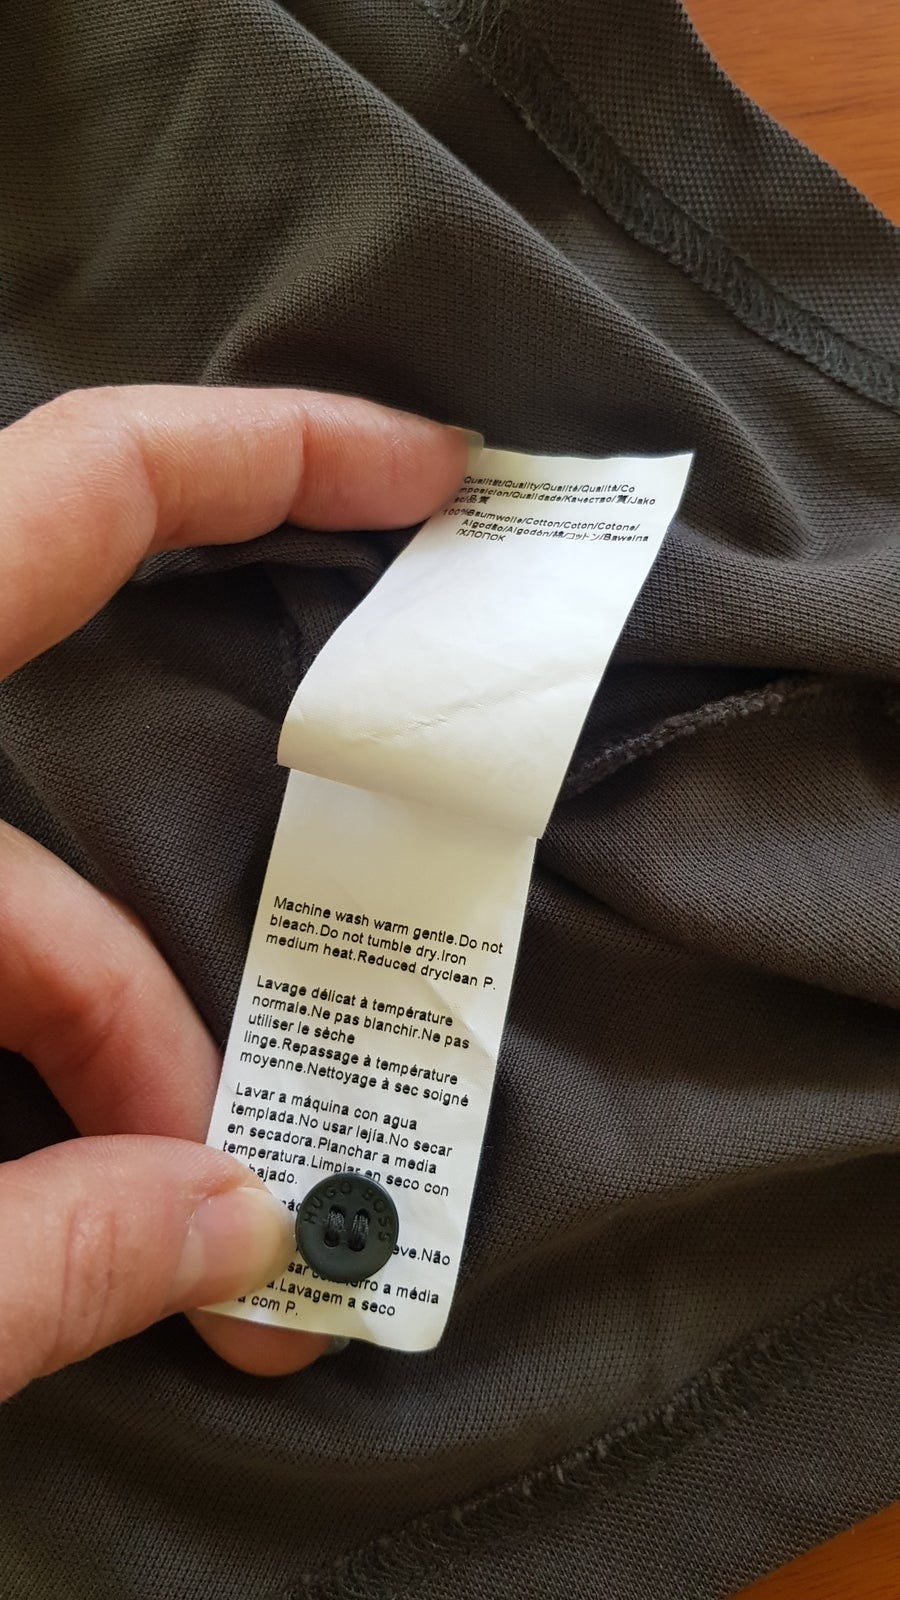 Qualität/Quality/Qualité/Qualità/Co
mposicion/Qualidade/Качество/質/Jako
/品質
100%Baumwolle/Cotton/Coton/Cotone/
Algodão/Algodón/綿/コットン/Bawełna
/ХЛОПОК
Machine wash warm gentle.Do not
bleach.Do not tumble dry.Iron
medium heat.Reduced dryclean P.
Lavage délicat à température
normale.Ne pas blanchir.Ne pas
utiliser le sèche
linge.Repassage à température
moyenne.Nettoyage à sec soigné
Lavar a máquina con agua
templada.No usar lejía.No secar
en secadora.Planchar a media
temperatura.Limpiar en seco con
bajado.
HUGO BOSS
.Não
a média
.Lavagem a seco
com P.